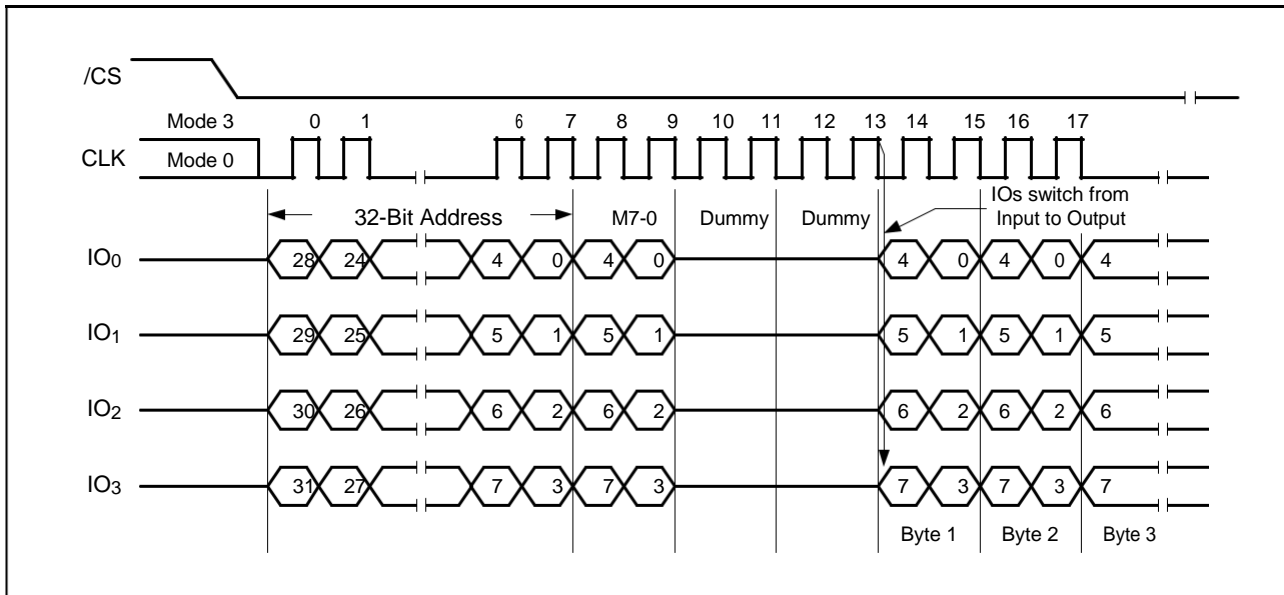 /CS
Mode 3 0 1 6 7 8 9 10 11 12 13 14 15 16 17
CLK Mode 0
32-Bit Address M7-0 Dummy Dummy IOs switch from
Input to Output
IO0 28 24 4 0 4 0 4 0 4 0 4
IO1 29 25 5 1 5 1 5 1 5 1 5
IO2 30 26 6 2 6 2 6 2 6 2 6
IO3 31 27 7 3 7 3 7 3 7 3 7
Byte 1 Byte 2 Byte 3